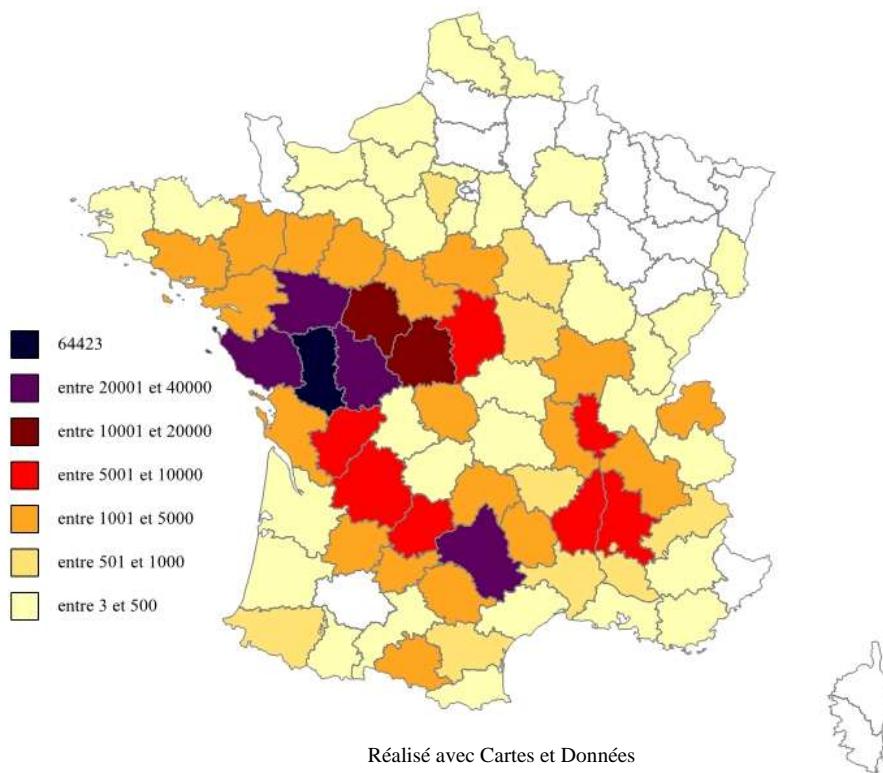 64423
entre 20001 et 40000
entre 10001 et 20000
entre 5001 et 10000
entre 1001 et 5000
entre 501 et 1000
entre 3 et 500
Réalisé avec Cartes et Données